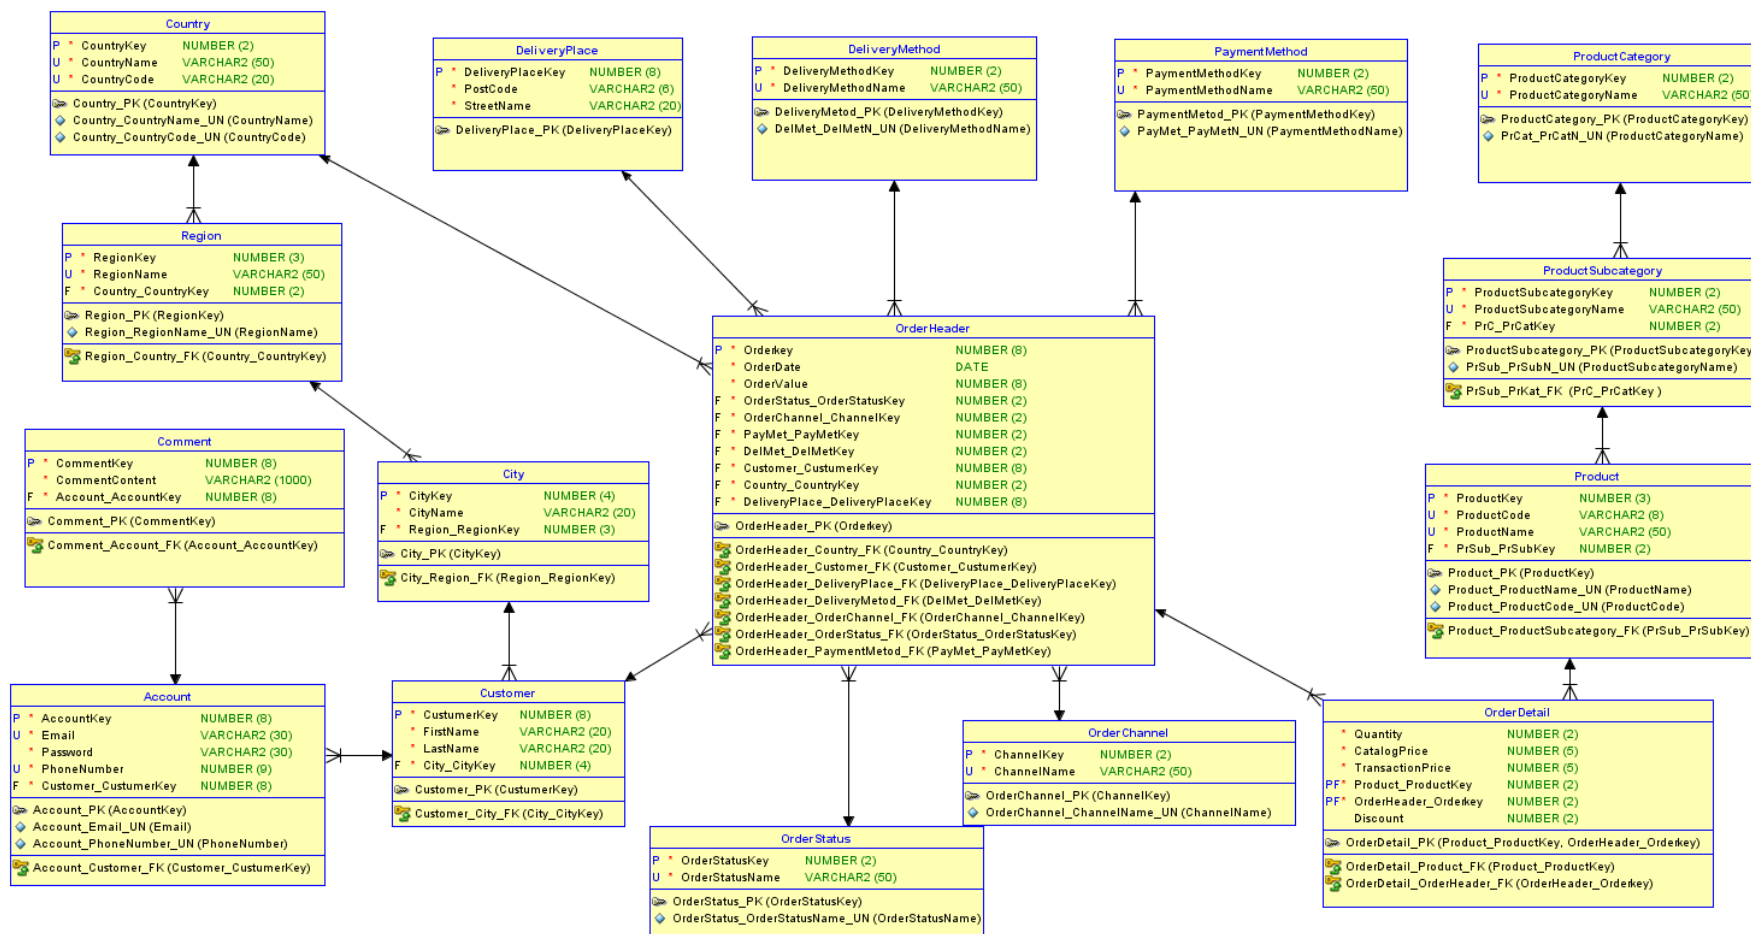 Country
P * CountryKey NUMBER (2)
U * CountryName VARCHAR2 (50)
U * CountryCode VARCHAR2 (20)
Country_PK (CountryKey)
Country_CountryName_UN (CountryName)
Country_CountryCode_UN (CountryCode)
DeliveryPlace
P * DeliveryPlaceKey NUMBER (8)
* PostCode VARCHAR2 (6)
* StreetName VARCHAR2 (20)
DeliveryPlace_PK (DeliveryPlaceKey)
DeliveryMethod
P * DeliveryMethodKey NUMBER (2)
U * DeliveryMethodName VARCHAR2 (50)
DeliveryMetod_PK (DeliveryMethodKey)
DelMet_DelMetN_UN (DeliveryMethodName)
PaymentMethod
P * PaymentMethodKey NUMBER (2)
U * PaymentMethodName VARCHAR2 (50)
PaymentMetod_PK (PaymentMethodKey)
PayMet_PayMetN_UN (PaymentMethodName)
ProductCategory
P * ProductCategoryKey NUMBER (2)
U * ProductCategoryName VARCHAR2 (50)
ProductCategory_PK (ProductCategoryKey)
PrCat_PrCatN_UN (ProductCategoryName)
Region
P * RegionKey NUMBER (3)
U * RegionName VARCHAR2 (50)
F * Country_CountryKey NUMBER (2)
Region_PK (RegionKey)
Region_RegionName_UN (RegionName)
Region_Country_FK (Country_CountryKey)
ProductSubcategory
P * ProductSubcategoryKey NUMBER (2)
U * ProductSubcategoryName VARCHAR2 (50)
F * PrC_PrCatKey NUMBER (2)
ProductSubcategory_PK (ProductSubcategoryKey
PrSub_PrSubN_UN (ProductSubcategoryName)
PrSub_PrKat_FK (PrC_PrCatKey )
OrderHeader
P * Orderkey NUMBER (8)
* OrderDate DATE
* OrderValue NUMBER (8)
F * OrderStatus_OrderStatusKey NUMBER (2)
F * OrderChannel_ChannelKey NUMBER (2)
F * PayMet_PayMetKey NUMBER (2)
F * DelMet_DelMetKey NUMBER (2)
F * Customer_CustumerKey NUMBER (8)
F * Country_CountryKey NUMBER (2)
F * DeliveryPlace_DeliveryPlaceKey NUMBER (8)
OrderHeader_PK (Orderkey)
OrderHeader_Country_FK (Country_CountryKey)
OrderHeader_Customer_FK (Customer_CustumerKey)
OrderHeader_DeliveryPlace_FK (DeliveryPlace_DeliveryPlaceKey)
OrderHeader_DeliveryMetod_FK (DelMet_DelMetKey)
OrderHeader_OrderChannel_FK (OrderChannel_ChannelKey)
OrderHeader_OrderStatus_FK (OrderStatus_OrderStatusKey)
OrderHeader_PaymentMetod_FK (PayMet_PayMetKey)
Comment
P * CommentKey NUMBER (8)
* CommentContent VARCHAR2 (1000)
F * Account_AccountKey NUMBER (8)
Comment_PK (CommentKey)
Comment_Account_FK (Account_AccountKey)
City
P * CityKey NUMBER (4)
* CityName VARCHAR2 (20)
F * Region_RegionKey NUMBER (3)
City_PK (CityKey)
City_Region_FK (Region_RegionKey)
Product
P * ProductKey NUMBER (3)
U * ProductCode VARCHAR2 (8)
U * ProductName VARCHAR2 (50)
F * PrSub_PrSubKey NUMBER (2)
Product_PK (ProductKey)
Product_ProductName_UN (ProductName)
Product_ProductCode_UN (ProductCode)
Product_ProductSubcategory_FK (PrSub_PrSubKey)
Account
P * AccountKey NUMBER (8)
U * Email VARCHAR2 (30)
* Password VARCHAR2 (30)
U * PhoneNumber NUMBER (9)
F * Customer_CustumerKey NUMBER (8)
Account_PK (AccountKey)
Account_Email_UN (Email)
Account_PhoneNumber_UN (PhoneNumber)
Account_Customer_FK (Customer_CustumerKey)
Customer
P * CustumerKey NUMBER (8)
* FirstName VARCHAR2 (20)
* LastName VARCHAR2 (20)
F * City_CityKey NUMBER (4)
Customer_PK (CustumerKey)
Customer_City_FK (City_CityKey)
OrderChannel
P * ChannelKey NUMBER (2)
U * ChannelName VARCHAR2 (50)
OrderChannel_PK (ChannelKey)
OrderChannel_ChannelName_UN (ChannelName)
OrderDetail
* Quantity NUMBER (2)
* CatalogPrice NUMBER (5)
* TransactionPrice NUMBER (5)
PF* Product_ProductKey NUMBER (2)
PF* OrderHeader_Orderkey NUMBER (2)
Discount NUMBER (2)
OrderDetail_PK (Product_ProductKey, OrderHeader_Orderkey)
OrderDetail_Product_FK (Product_ProductKey)
OrderDetail_OrderHeader_FK (OrderHeader_Orderkey)
OrderStatus
P * OrderStatusKey NUMBER (2)
U * OrderStatusName VARCHAR2 (50)
OrderStatus_PK (OrderStatusKey)
OrderStatus_OrderStatusName_UN (OrderStatusName)